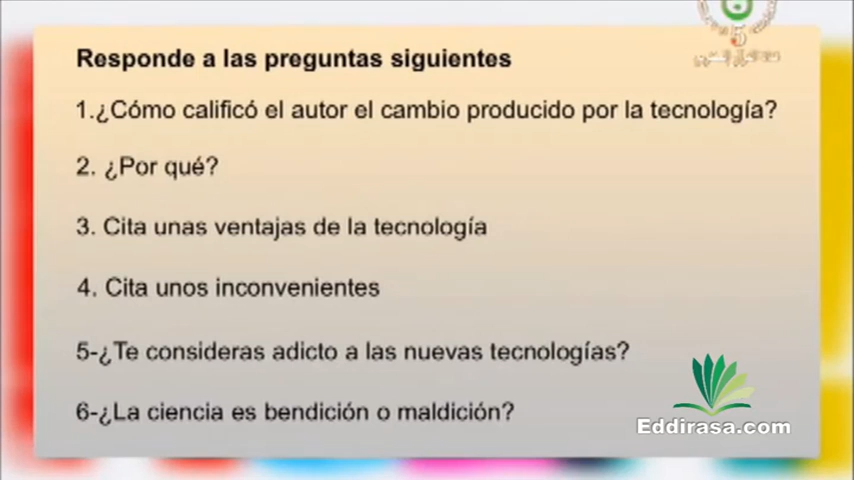 Responde a las preguntas siguientes
1.¿Cómo calificó el autor el cambio producido por la tecnología?
2. ¿Por qué?
3. Cita unas ventajas de la tecnología
4. Cita unos inconvenientes
5-¿Te consideras adicto a las nuevas tecnologías?
6-¿La ciencia es bendición o maldición?
Eddirasa.com